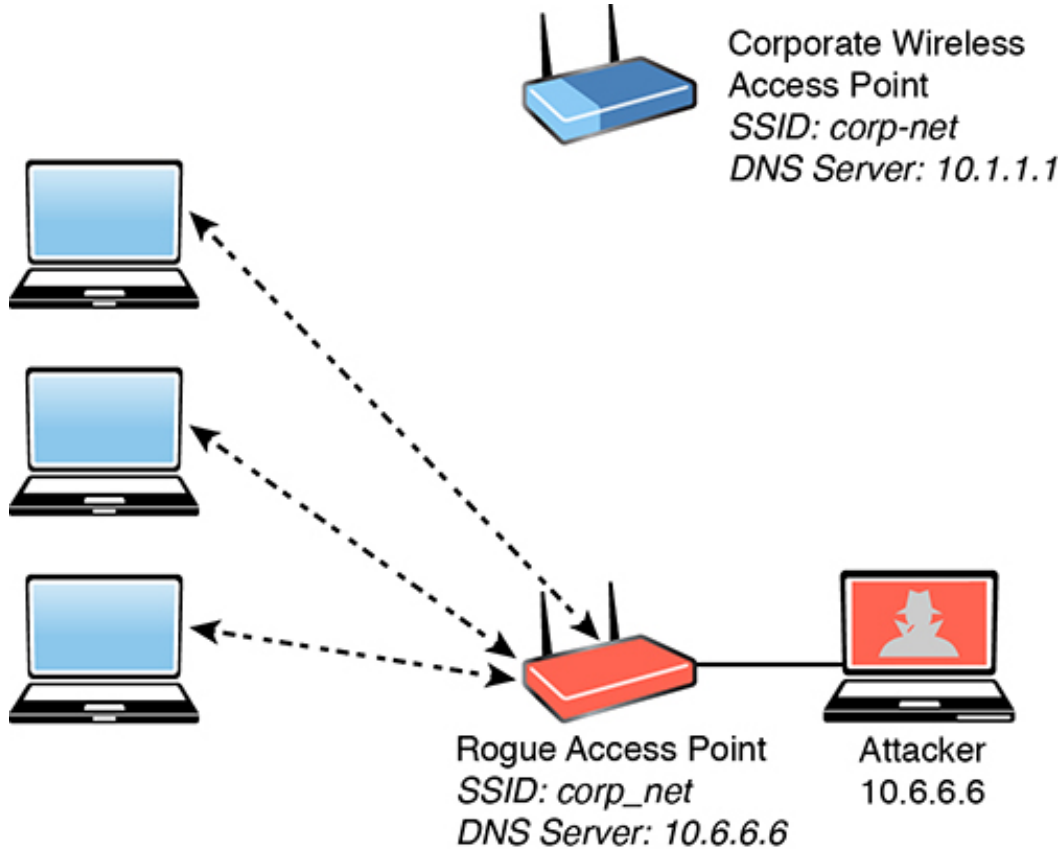 Corporate Wireless
Access Point
SSID: corp-net
DNS Server: 10.1.1.1
Rogue Access Point
SSID: corp_net
DNS Server: 10.6.6.6
Attacker
10.6.6.6